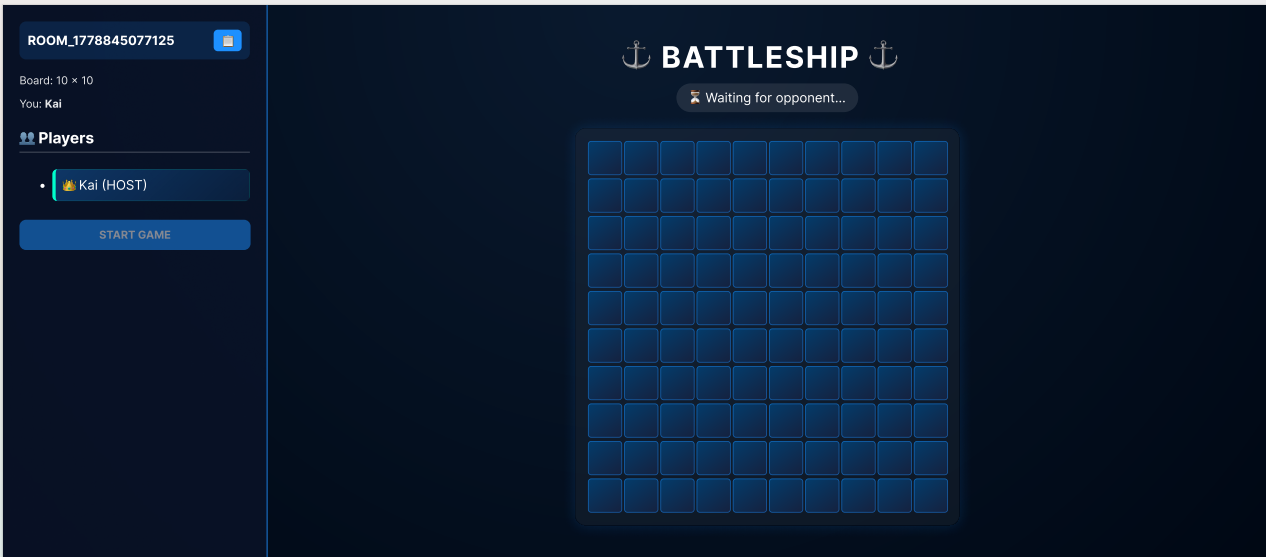 ROOM_1778845077125
Board: 10 × 10
You: Kai
Players
Kai (HOST)
START GAME
BATTLESHIP
Waiting for opponent...